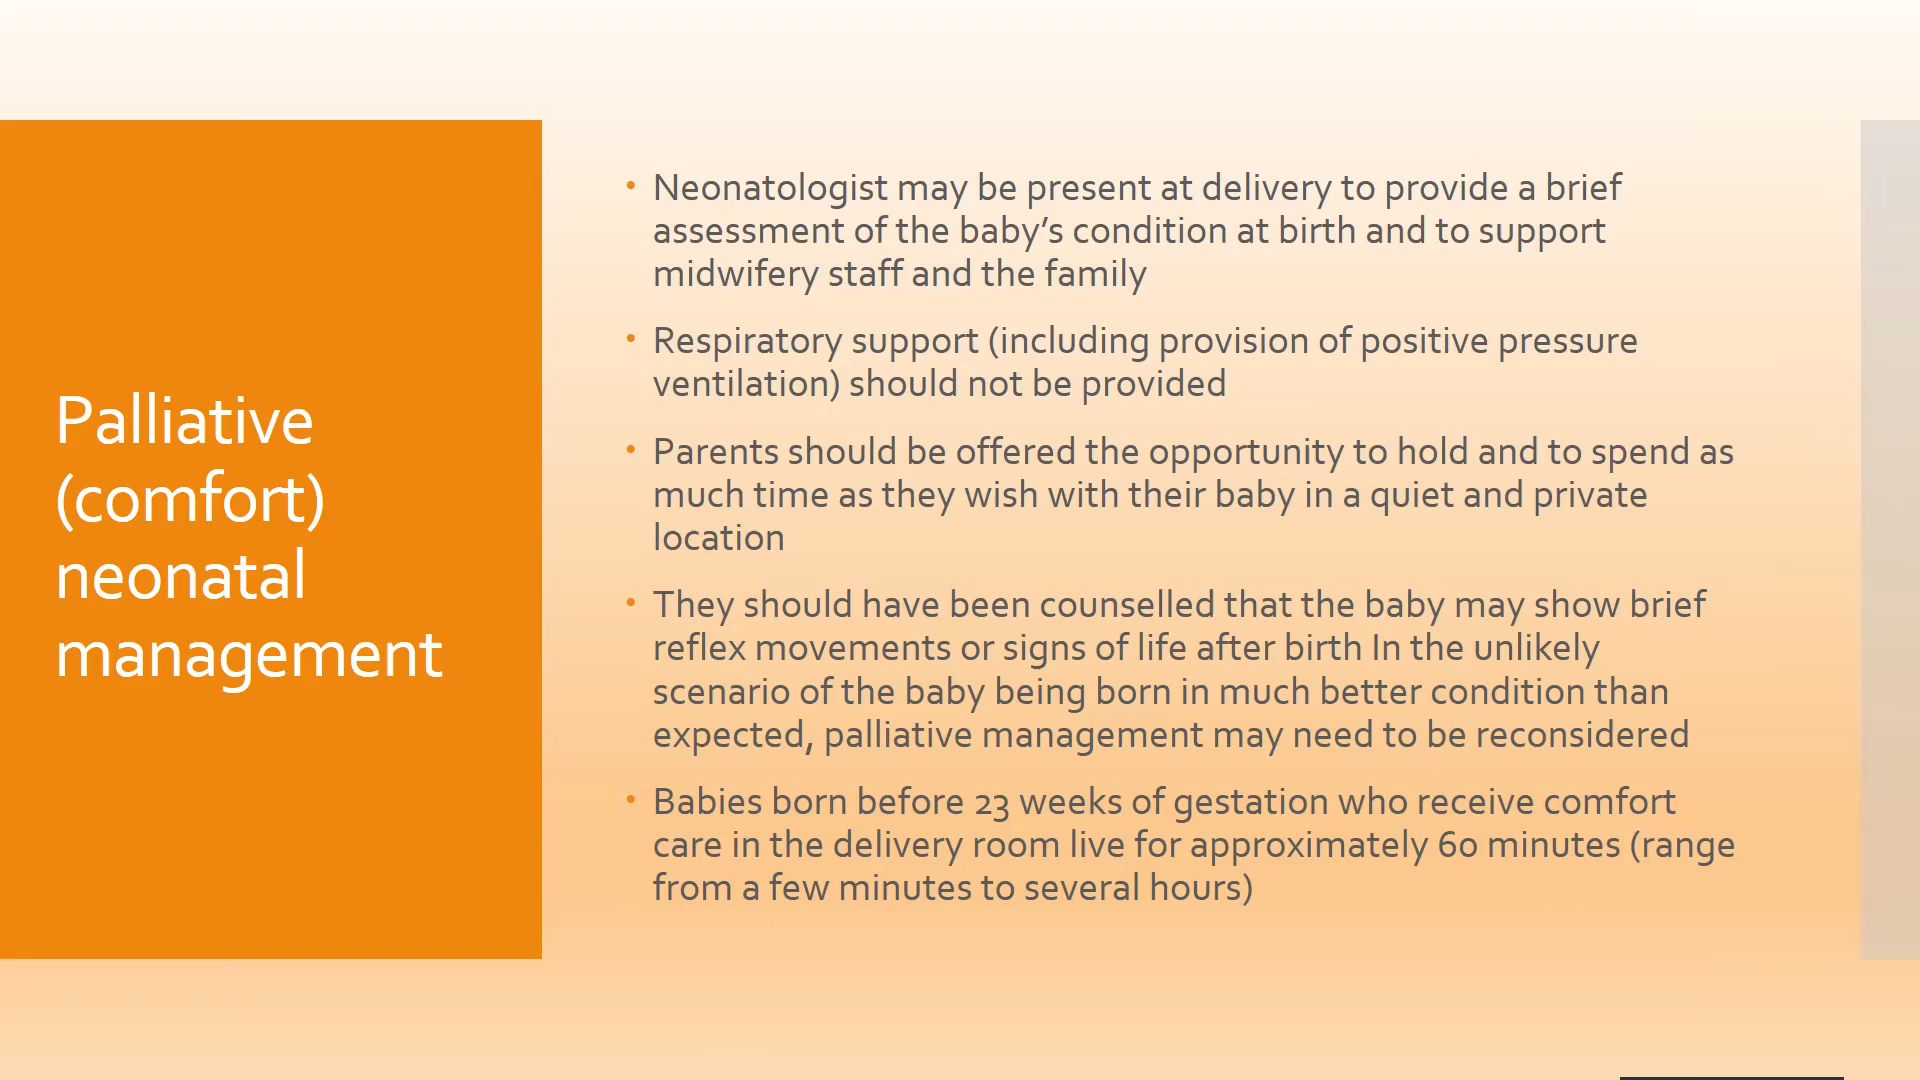 Palliative
(comfort)
neonatal
management
• Neonatologist may be present at delivery to provide a brief
assessment of the baby’s condition at birth and to support
midwifery staff and the family
• Respiratory support (including provision of positive pressure
ventilation) should not be provided
• Parents should be offered the opportunity to hold and to spend as
much time as they wish with their baby in a quiet and private
location
• They should have been counselled that the baby may show brief
reflex movements or signs of life after birth In the unlikely
scenario of the baby being born in much better condition than
expected, palliative management may need to be reconsidered
• Babies born before 23 weeks of gestation who receive comfort
care in the delivery room live for approximately 60 minutes (range
from a few minutes to several hours)